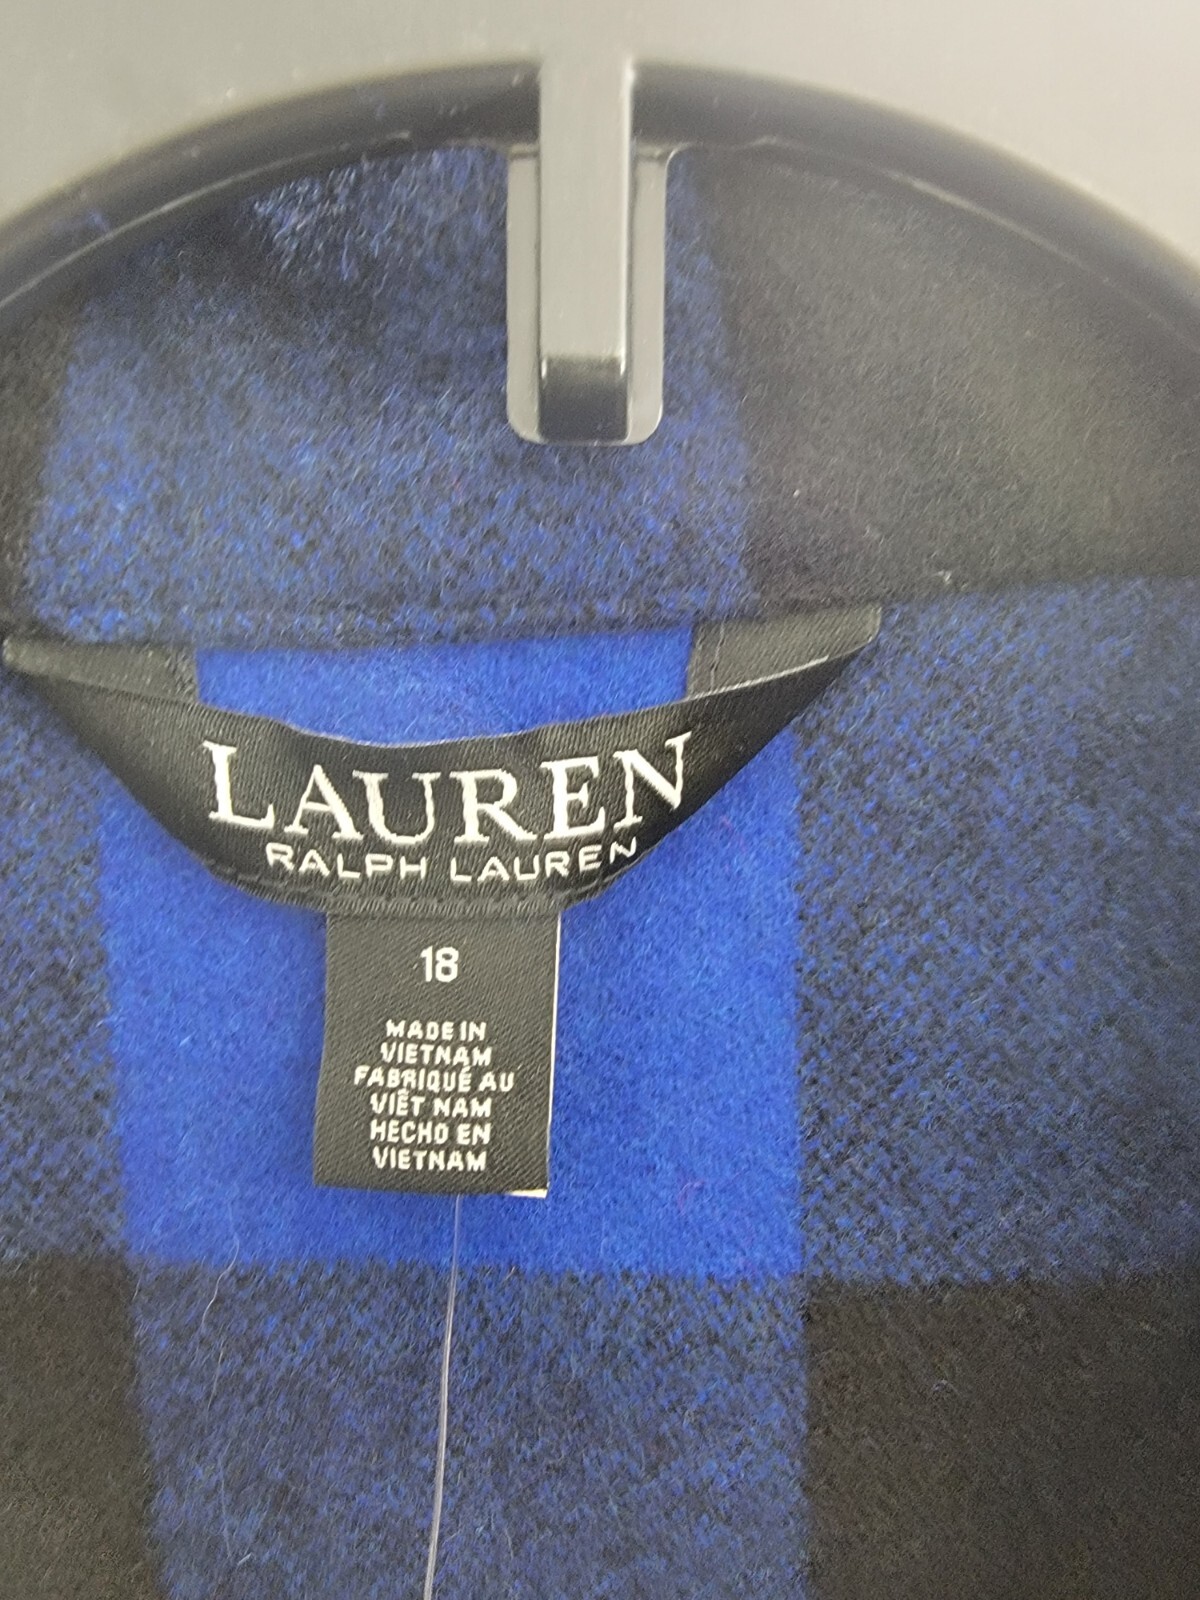 LAUREN
RALPH LAUREN
18
MADE IN
VIETNAM
FABRIQUÉ AU
VIÊT NAM
HECHO EN
VIETNAM